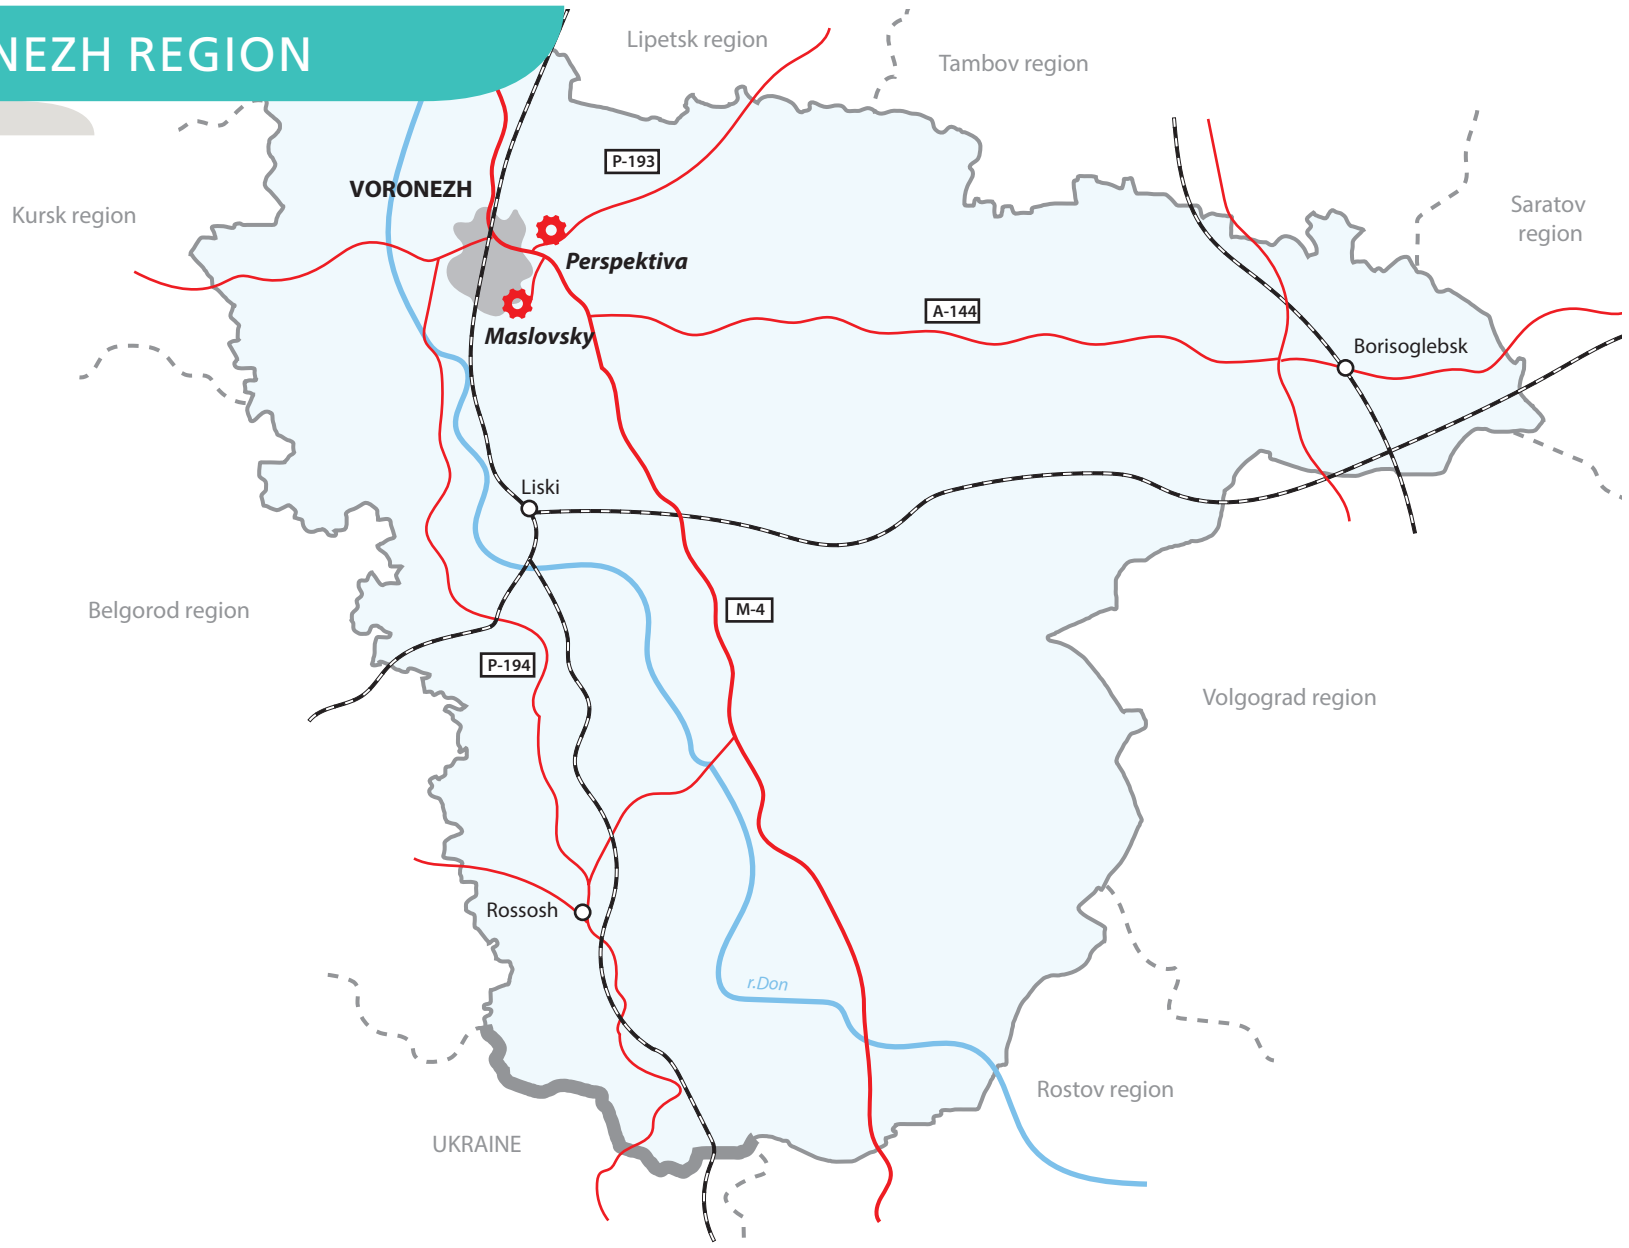 NEZH REGION
Lipetsk region
Tambov region
P-193
VORONEZH
Kursk region
Saratov
region
Perspektiva
A-144
Maslovsky
Borisoglebsk
Liski
Belgorod region
M-4
P-194
Volgograd region
Rossosh
r.Don
Rostov region
UKRAINE